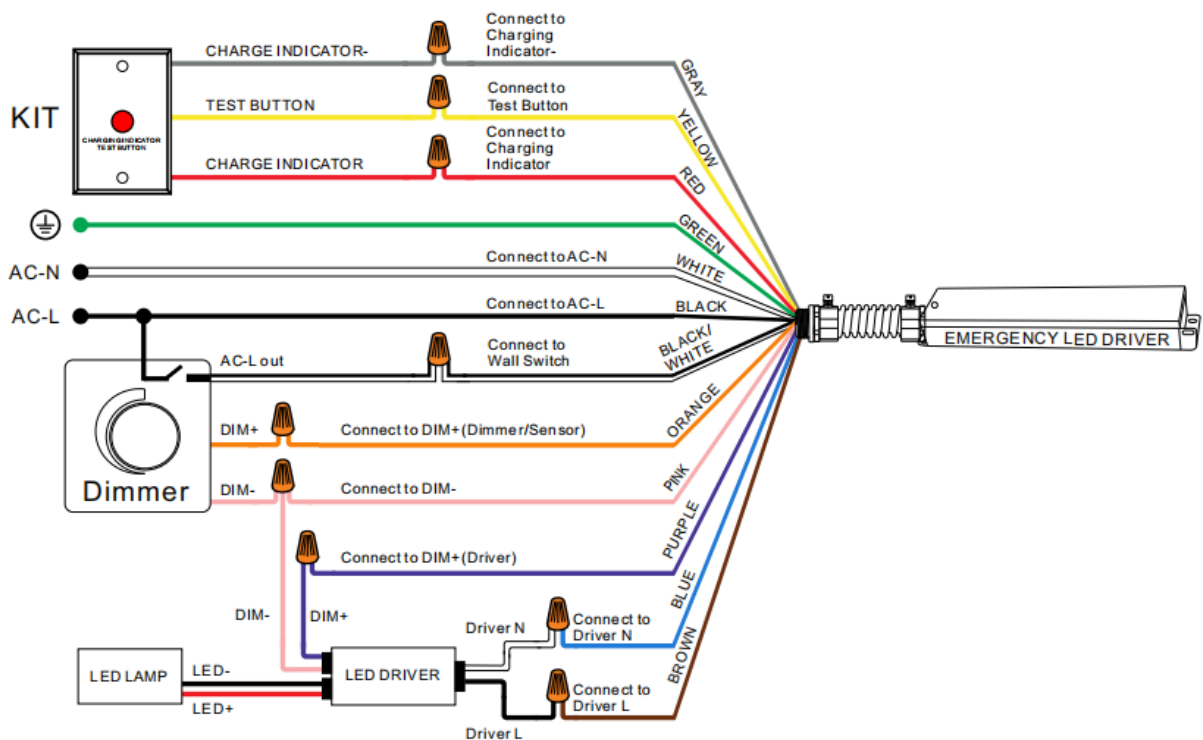 KIT
CHARGING INDICATOR
TEST BUTTON
CHARGE INDICATOR-
Connect to
Charging
Indicator-
GRAY
TEST BUTTON
Connect to
Test Button
YELLOW
CHARGE INDICATOR
Connect to
Charging
Indicator
RED
GREEN
AC-N
Connect to AC-N
WHITE
AC-L
Connect to AC-L
BLACK
EMERGENCY LED DRIVER
AC-L out
Connect to
Wall Switch
BLACK/
WHITE
Dimmer
DIM+
Connect to DIM+ (Dimmer/Sensor)
ORANGE
DIM-
Connect to DIM-
PINK
Connect to DIM+ (Driver)
PURPLE
DIM-
DIM+
Driver N
Connect to
Driver N
BLUE
LED LAMP
LED-
LED+
LED DRIVER
Driver L
Connect to
Driver L
BROWN